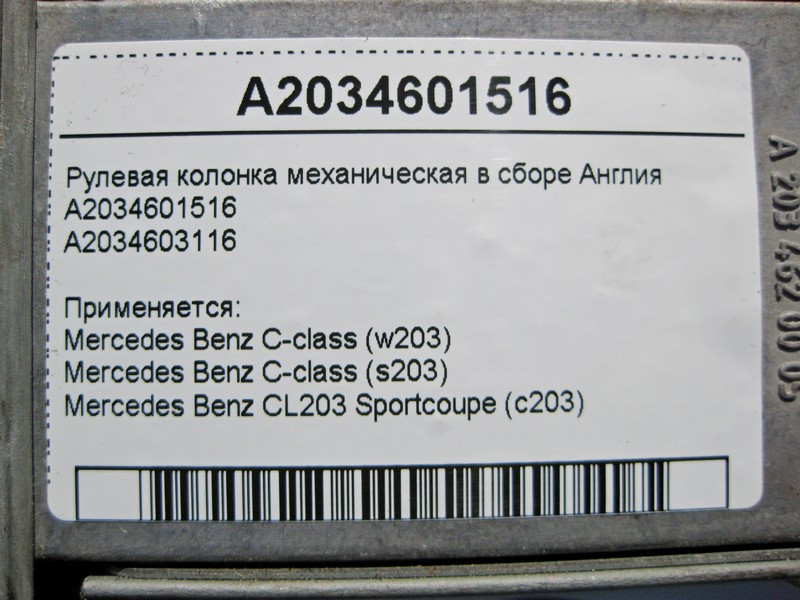 A2034601516
Рулевая колонка механическая в сборе Англия
A2034601516
A2034603116
Применяется:
Mercedes Benz C-class (w203)
Mercedes Benz C-class (s203)
Mercedes Benz CL203 Sportcoupe (c203)
A 203 462 00 05